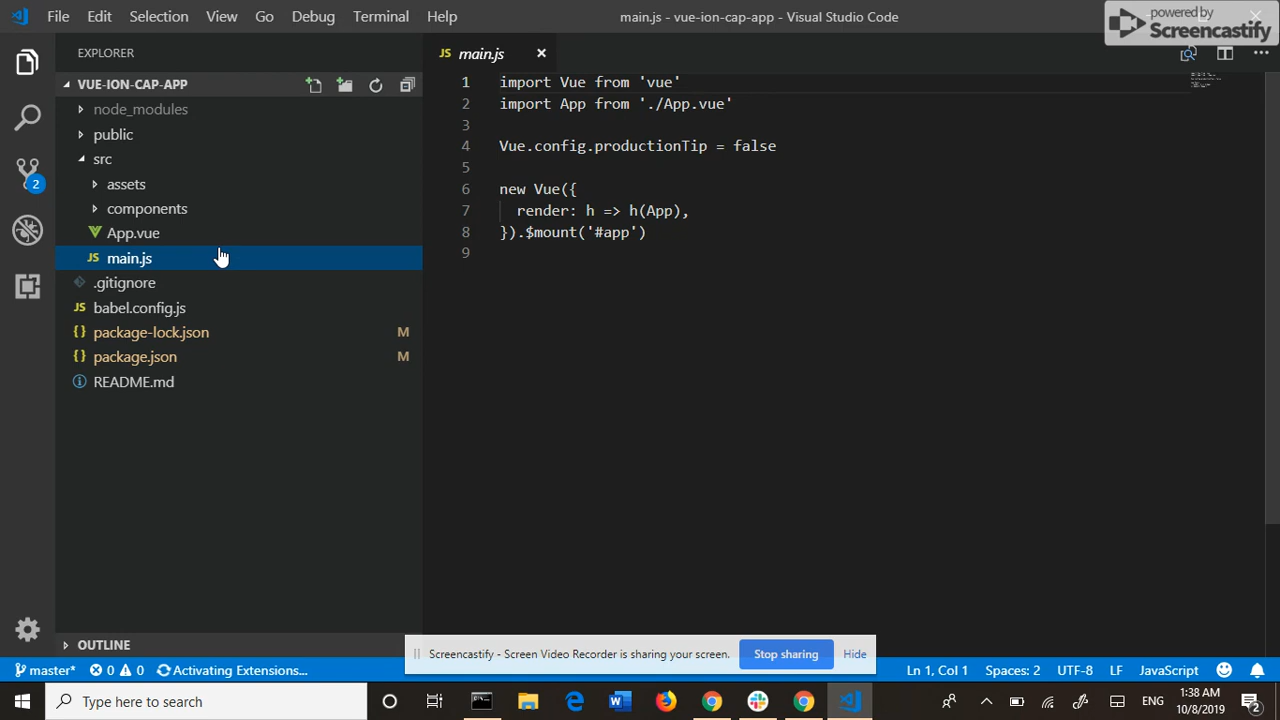 File Edit Selection View Go Debug Terminal Help
main.js - vue-ion-cap-app - Visual Studio Code
powered by
Screencastify
EXPLORER
JS main.js
VUE-ION-CAP-APP
node_modules
public
src
assets
components
App.vue
JS main.js
.gitignore
JS babel.config.js
{} package-lock.json M
{} package.json M
README.md
OUTLINE
2
1 import Vue from 'vue'
2 import App from './App.vue'
3
4 Vue.config.productionTip = false
5
6 new Vue({
7 render: h => h(App),
8 }).$mount('#app')
9
Screencastify - Screen Video Recorder is sharing your screen. Stop sharing Hide
master* 0 0 Activating Extensions... Ln 1, Col 1 Spaces: 2 UTF-8 LF JavaScript
Type here to search
ENG
1:38 AM
10/8/2019
2